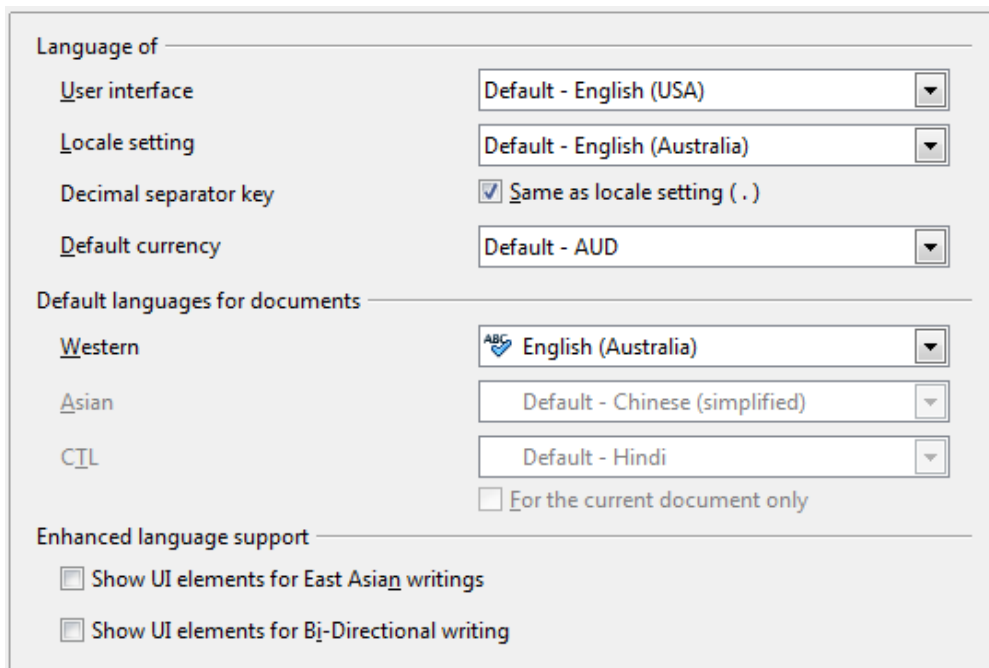 Language of
User interface Default - English (USA)
Locale setting Default - English (Australia)
Decimal separator key Same as locale setting ( . )
Default currency Default - AUD
Default languages for documents
Western ABC English (Australia)
Asian Default - Chinese (simplified)
CTL Default - Hindi
For the current document only
Enhanced language support
Show UI elements for East Asian writings
Show UI elements for Bi-Directional writing